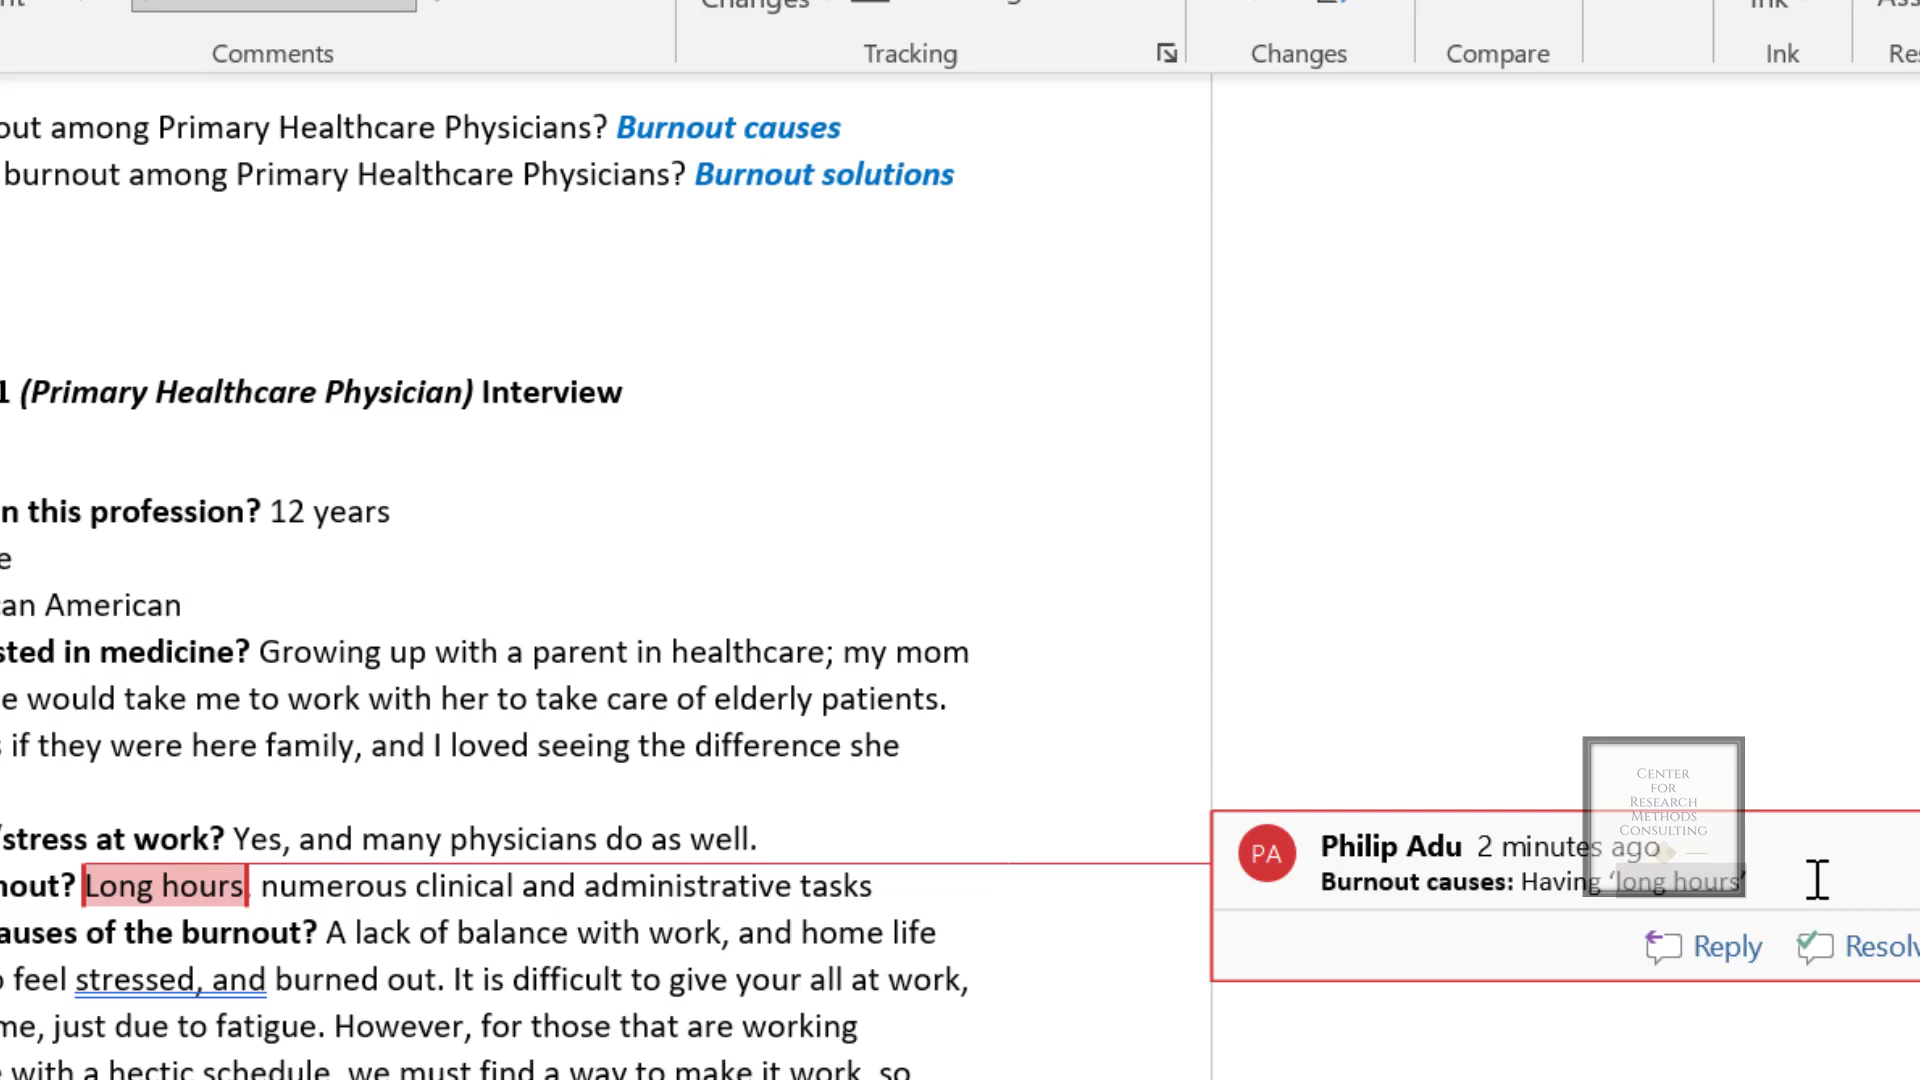 Changes
Comments
Tracking
Changes
Compare
Ink
Ink
out among Primary Healthcare Physicians? Burnout causes
burnout among Primary Healthcare Physicians? Burnout solutions
1 (Primary Healthcare Physician) Interview
n this profession? 12 years
e
can American
sted in medicine? Growing up with a parent in healthcare; my mom
e would take me to work with her to take care of elderly patients.
s if they were here family, and I loved seeing the difference she
/stress at work? Yes, and many physicians do as well.
nout? Long hours, numerous clinical and administrative tasks
auses of the burnout? A lack of balance with work, and home life
o feel stressed, and burned out. It is difficult to give your all at work,
me, just due to fatigue. However, for those that are working
with a hectic schedule, we must find a way to make it work, so
CENTER
FOR
RESEARCH
METHODS
CONSULTING
PA
Philip Adu 2 minutes ago
Burnout causes: Having 'long hours'
Reply
Resolv